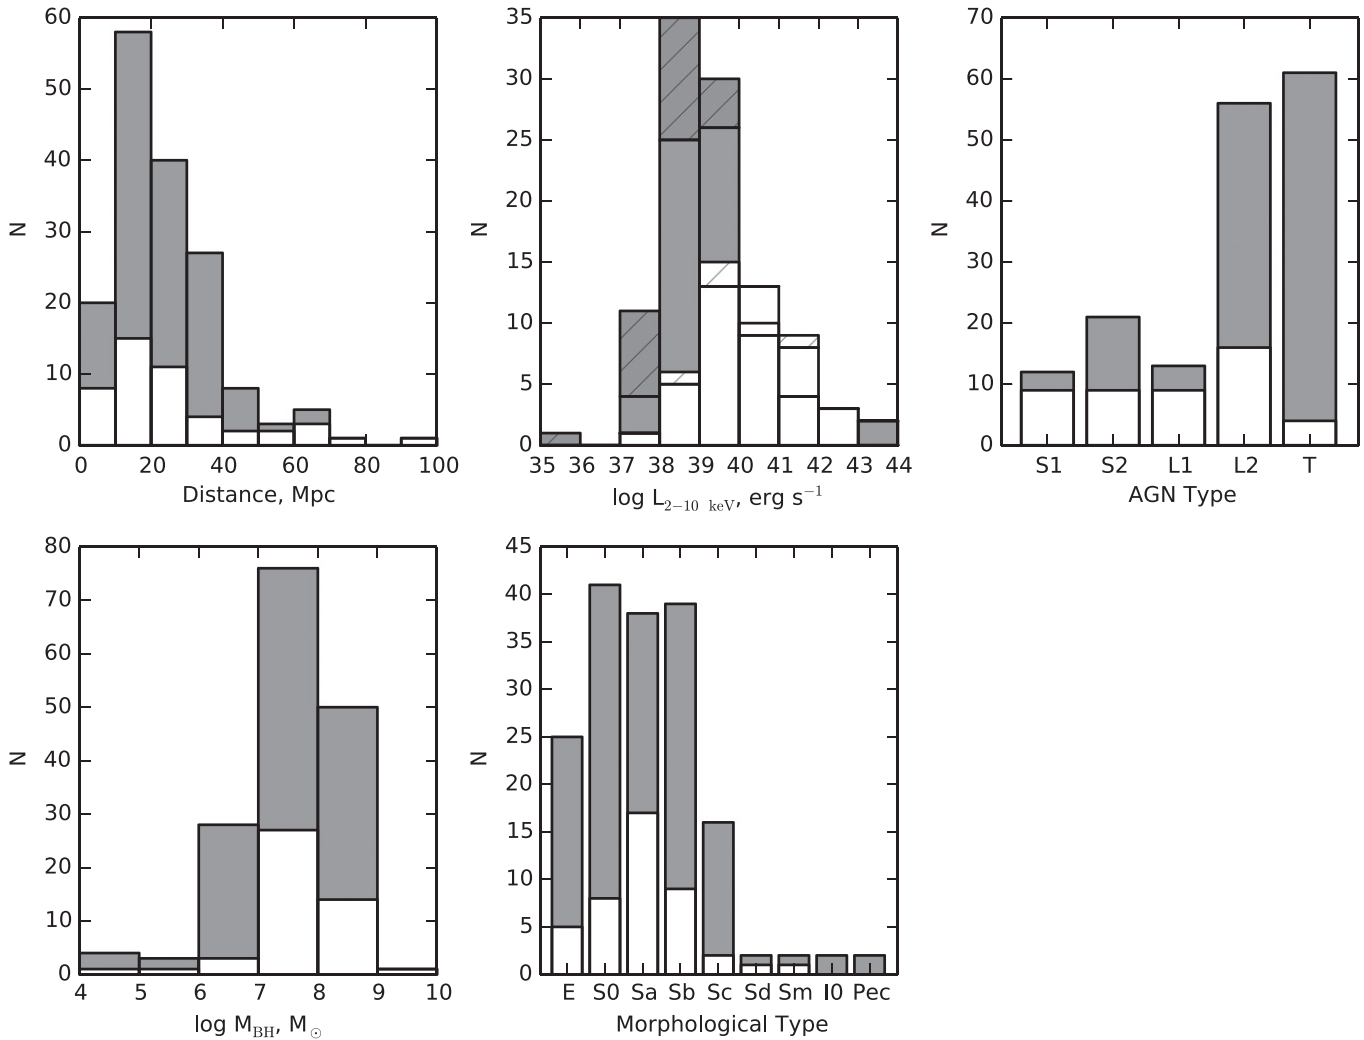 60
50
40
30
20
10
0
N
0 20 40 60 80 100
Distance, Mpc
35
30
25
20
15
10
5
0
N
35 36 37 38 39 40 41 42 43 44
log L2−10 keV, erg s−1
70
60
50
40
30
20
10
0
N
S1 S2 L1 L2 T
AGN Type
80
70
60
50
40
30
20
10
0
N
4 5 6 7 8 9 10
log MBH, M⊙
45
40
35
30
25
20
15
10
5
0
N
E S0 Sa Sb Sc Sd Sm I0 Pec
Morphological Type